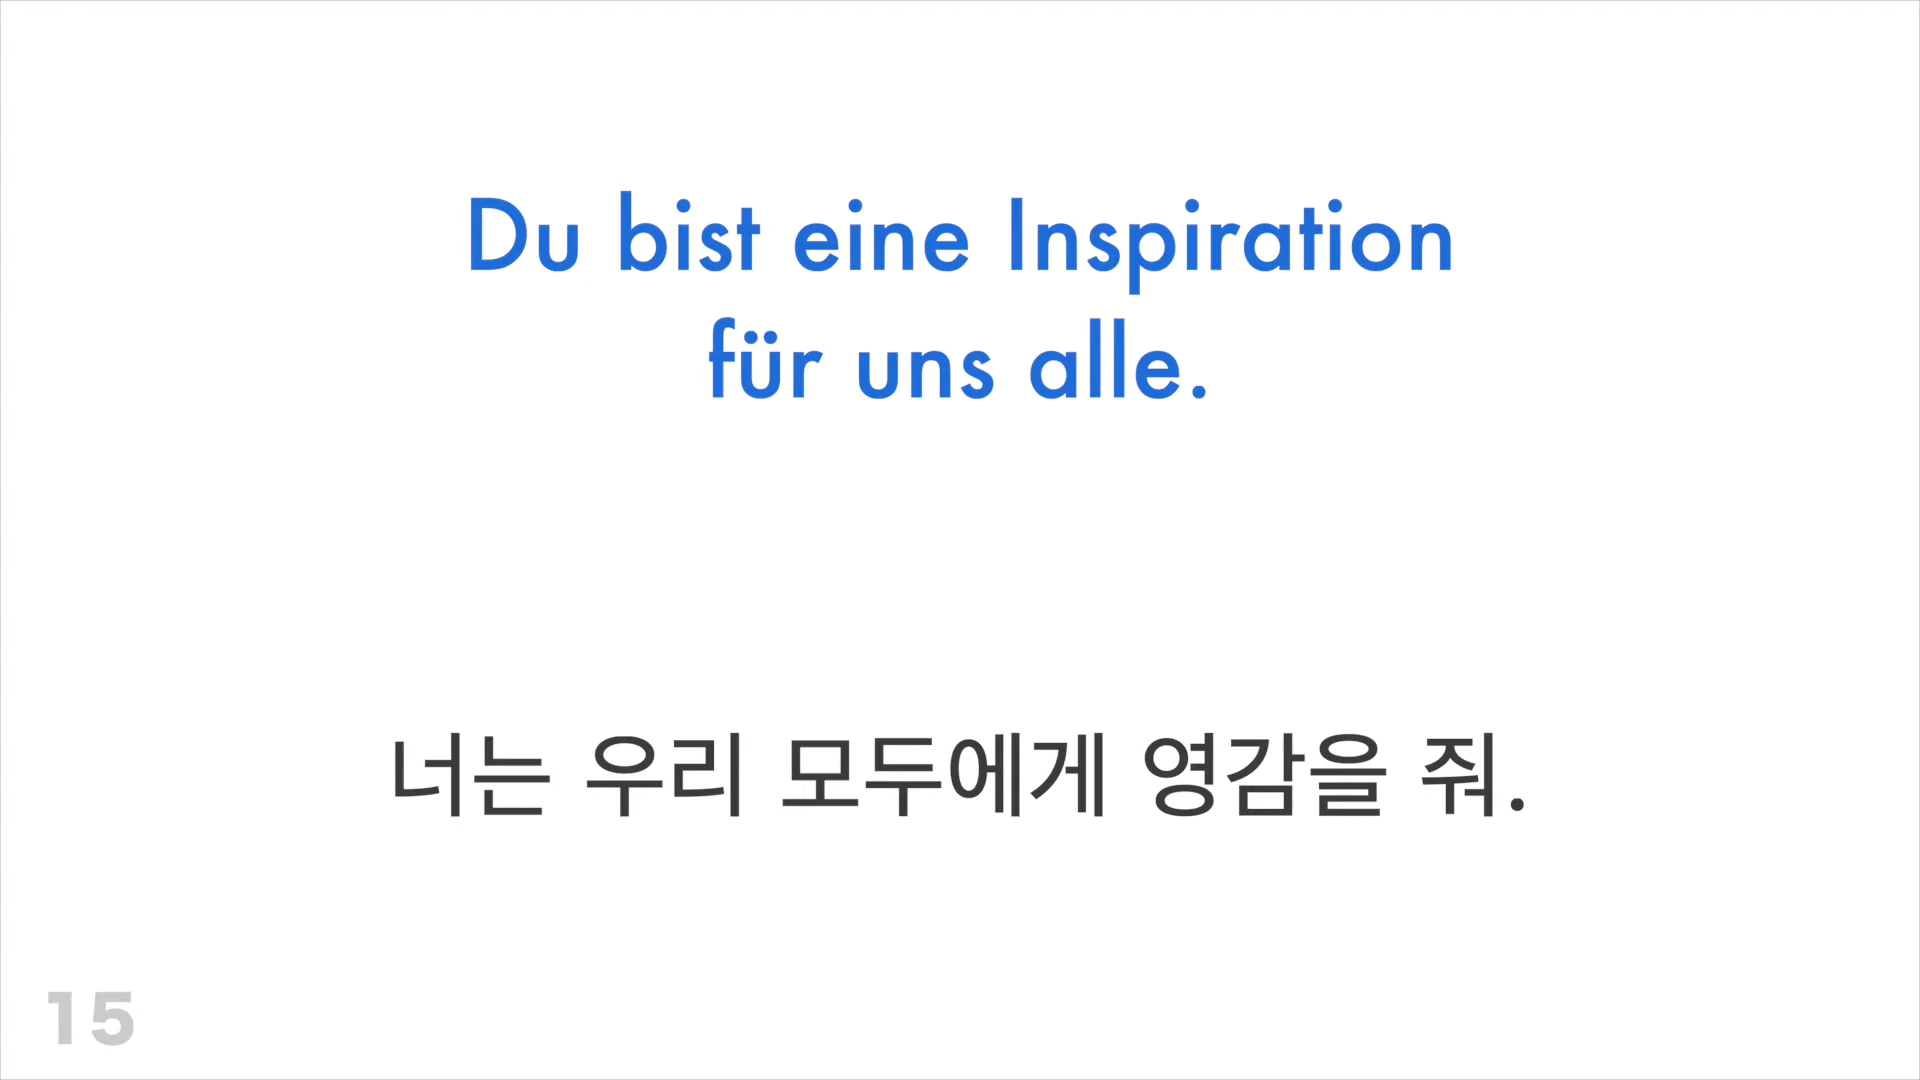 Du bist eine Inspiration
für uns alle.
너는 우리 모두에게 영감을 줘.
15